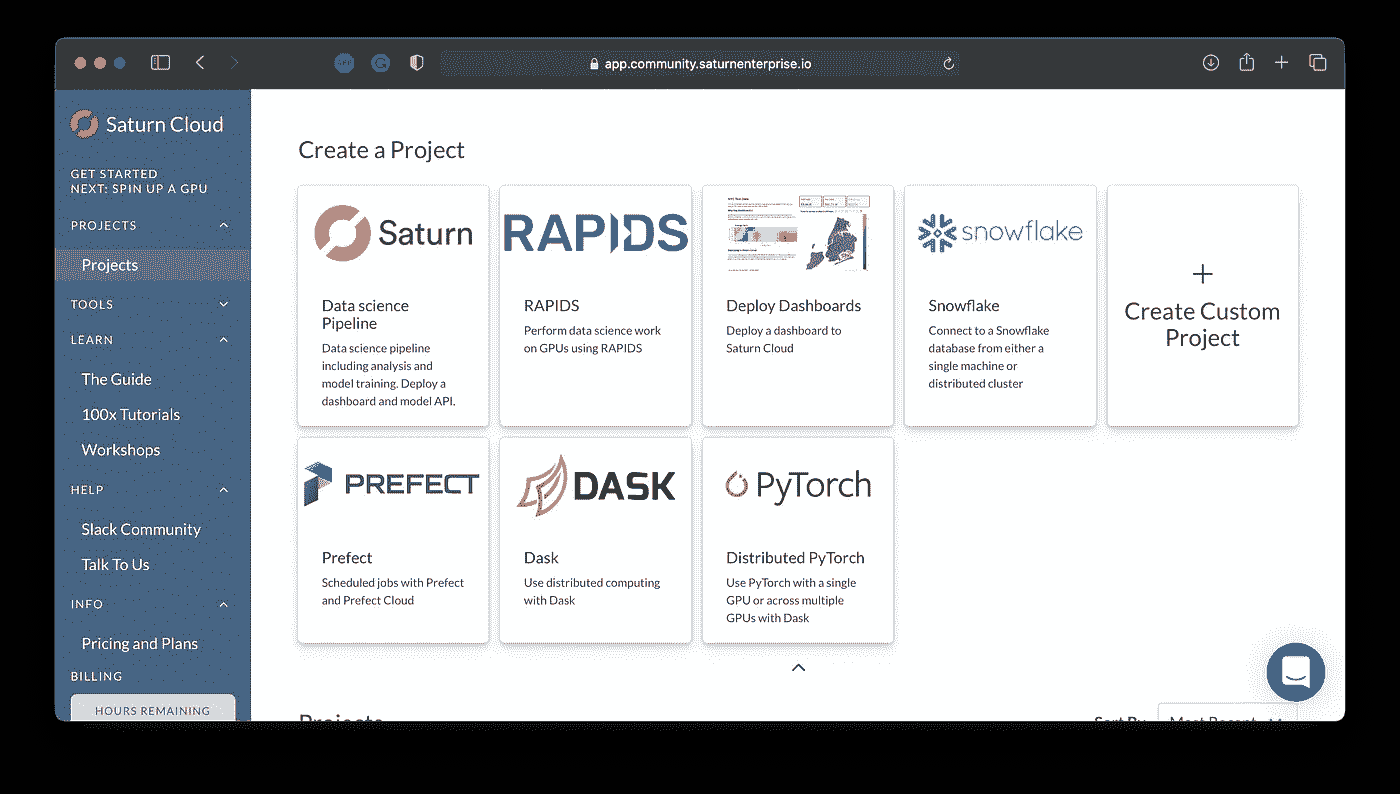 app.community.saturnenterprise.io
Saturn Cloud
GET STARTED
NEXT: SPIN UP A GPU
PROJECTS
Projects
TOOLS
LEARN
The Guide
100x Tutorials
Workshops
HELP
Slack Community
Talk To Us
INFO
Pricing and Plans
BILLING
HOURS REMAINING
Create a Project
Saturn
Data science
Pipeline
Data science pipeline
including analysis and
model training. Deploy a
dashboard and model API.
RAPIDS
RAPIDS
Perform data science work
on GPUs using RAPIDS
Deploy Dashboards
Deploy a dashboard to
Saturn Cloud
snowflake
Snowflake
Connect to a Snowflake
database from either a
single machine or
distributed cluster
Create Custom
Project
PREFECT
Prefect
Scheduled jobs with Prefect
and Prefect Cloud
DASK
Dask
Use distributed computing
with Dask
PyTorch
Distributed PyTorch
Use PyTorch with a single
GPU or across multiple
GPUs with Dask
Projects
Sort By
Most Recent